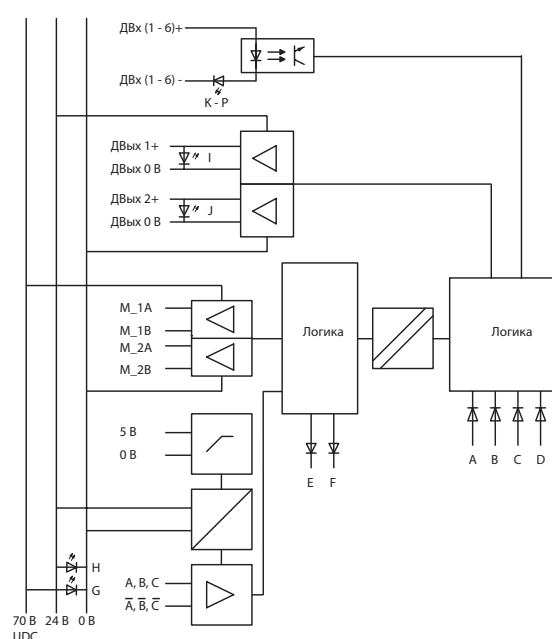 ДВх (1 - 6)+
ДВх (1 - 6) -
K - P
ДВых 1+
I
ДВых 0 В
ДВых 2+
J
ДВых 0 В
M_1A
M_1B
M_2A
M_2B
Логика
Логика
A B C D
5 В
0 В
E F
H
G
A, B, C
A̅, B̅, C̅
70 В 24 В 0 В
UDC